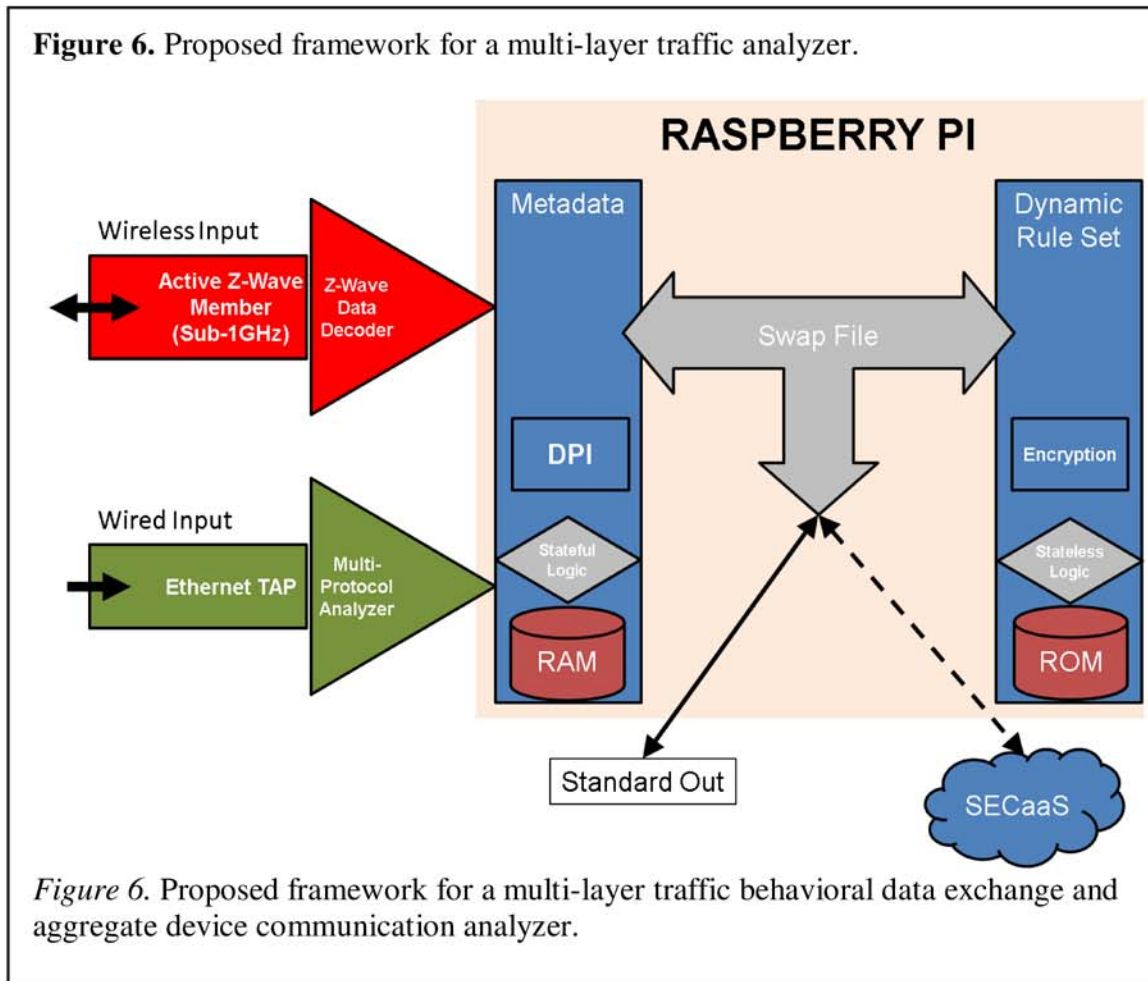 Figure 6. Proposed framework for a multi-layer traffic analyzer.
RASPBERRY PI
Wireless Input
Active Z-Wave
Member
(Sub-1GHz)
Z-Wave
Data
Decoder
Metadata
Dynamic
Rule Set
Swap File
DPI
Encryption
Wired Input
Ethernet TAP
Multi-
Protocol
Analyzer
Stateful
Logic
Stateless
Logic
RAM
ROM
Standard Out
SECaaS
Figure 6. Proposed framework for a multi-layer traffic behavioral data exchange and
aggregate device communication analyzer.